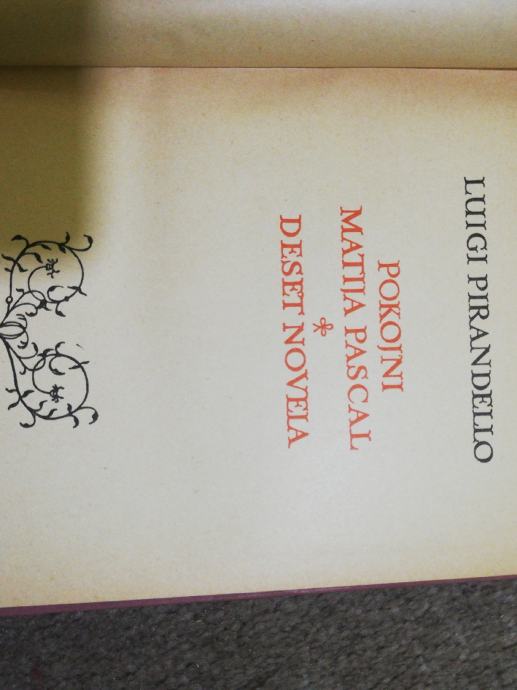 LUIGI PIRANDELLO
POKOJNI
MATIJA PASCAL
DESET NOVELA